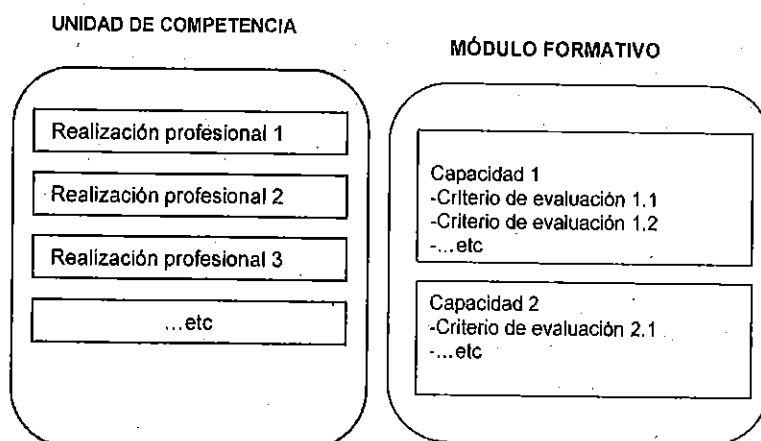 UNIDAD DE COMPETENCIA
Realización profesional 1
Realización profesional 2
Realización profesional 3
...etc
MÓDULO FORMATIVO
Capacidad 1
-Criterio de evaluación 1.1
-Criterio de evaluación 1.2
-...etc
Capacidad 2
-Criterio de evaluación 2.1
-...etc